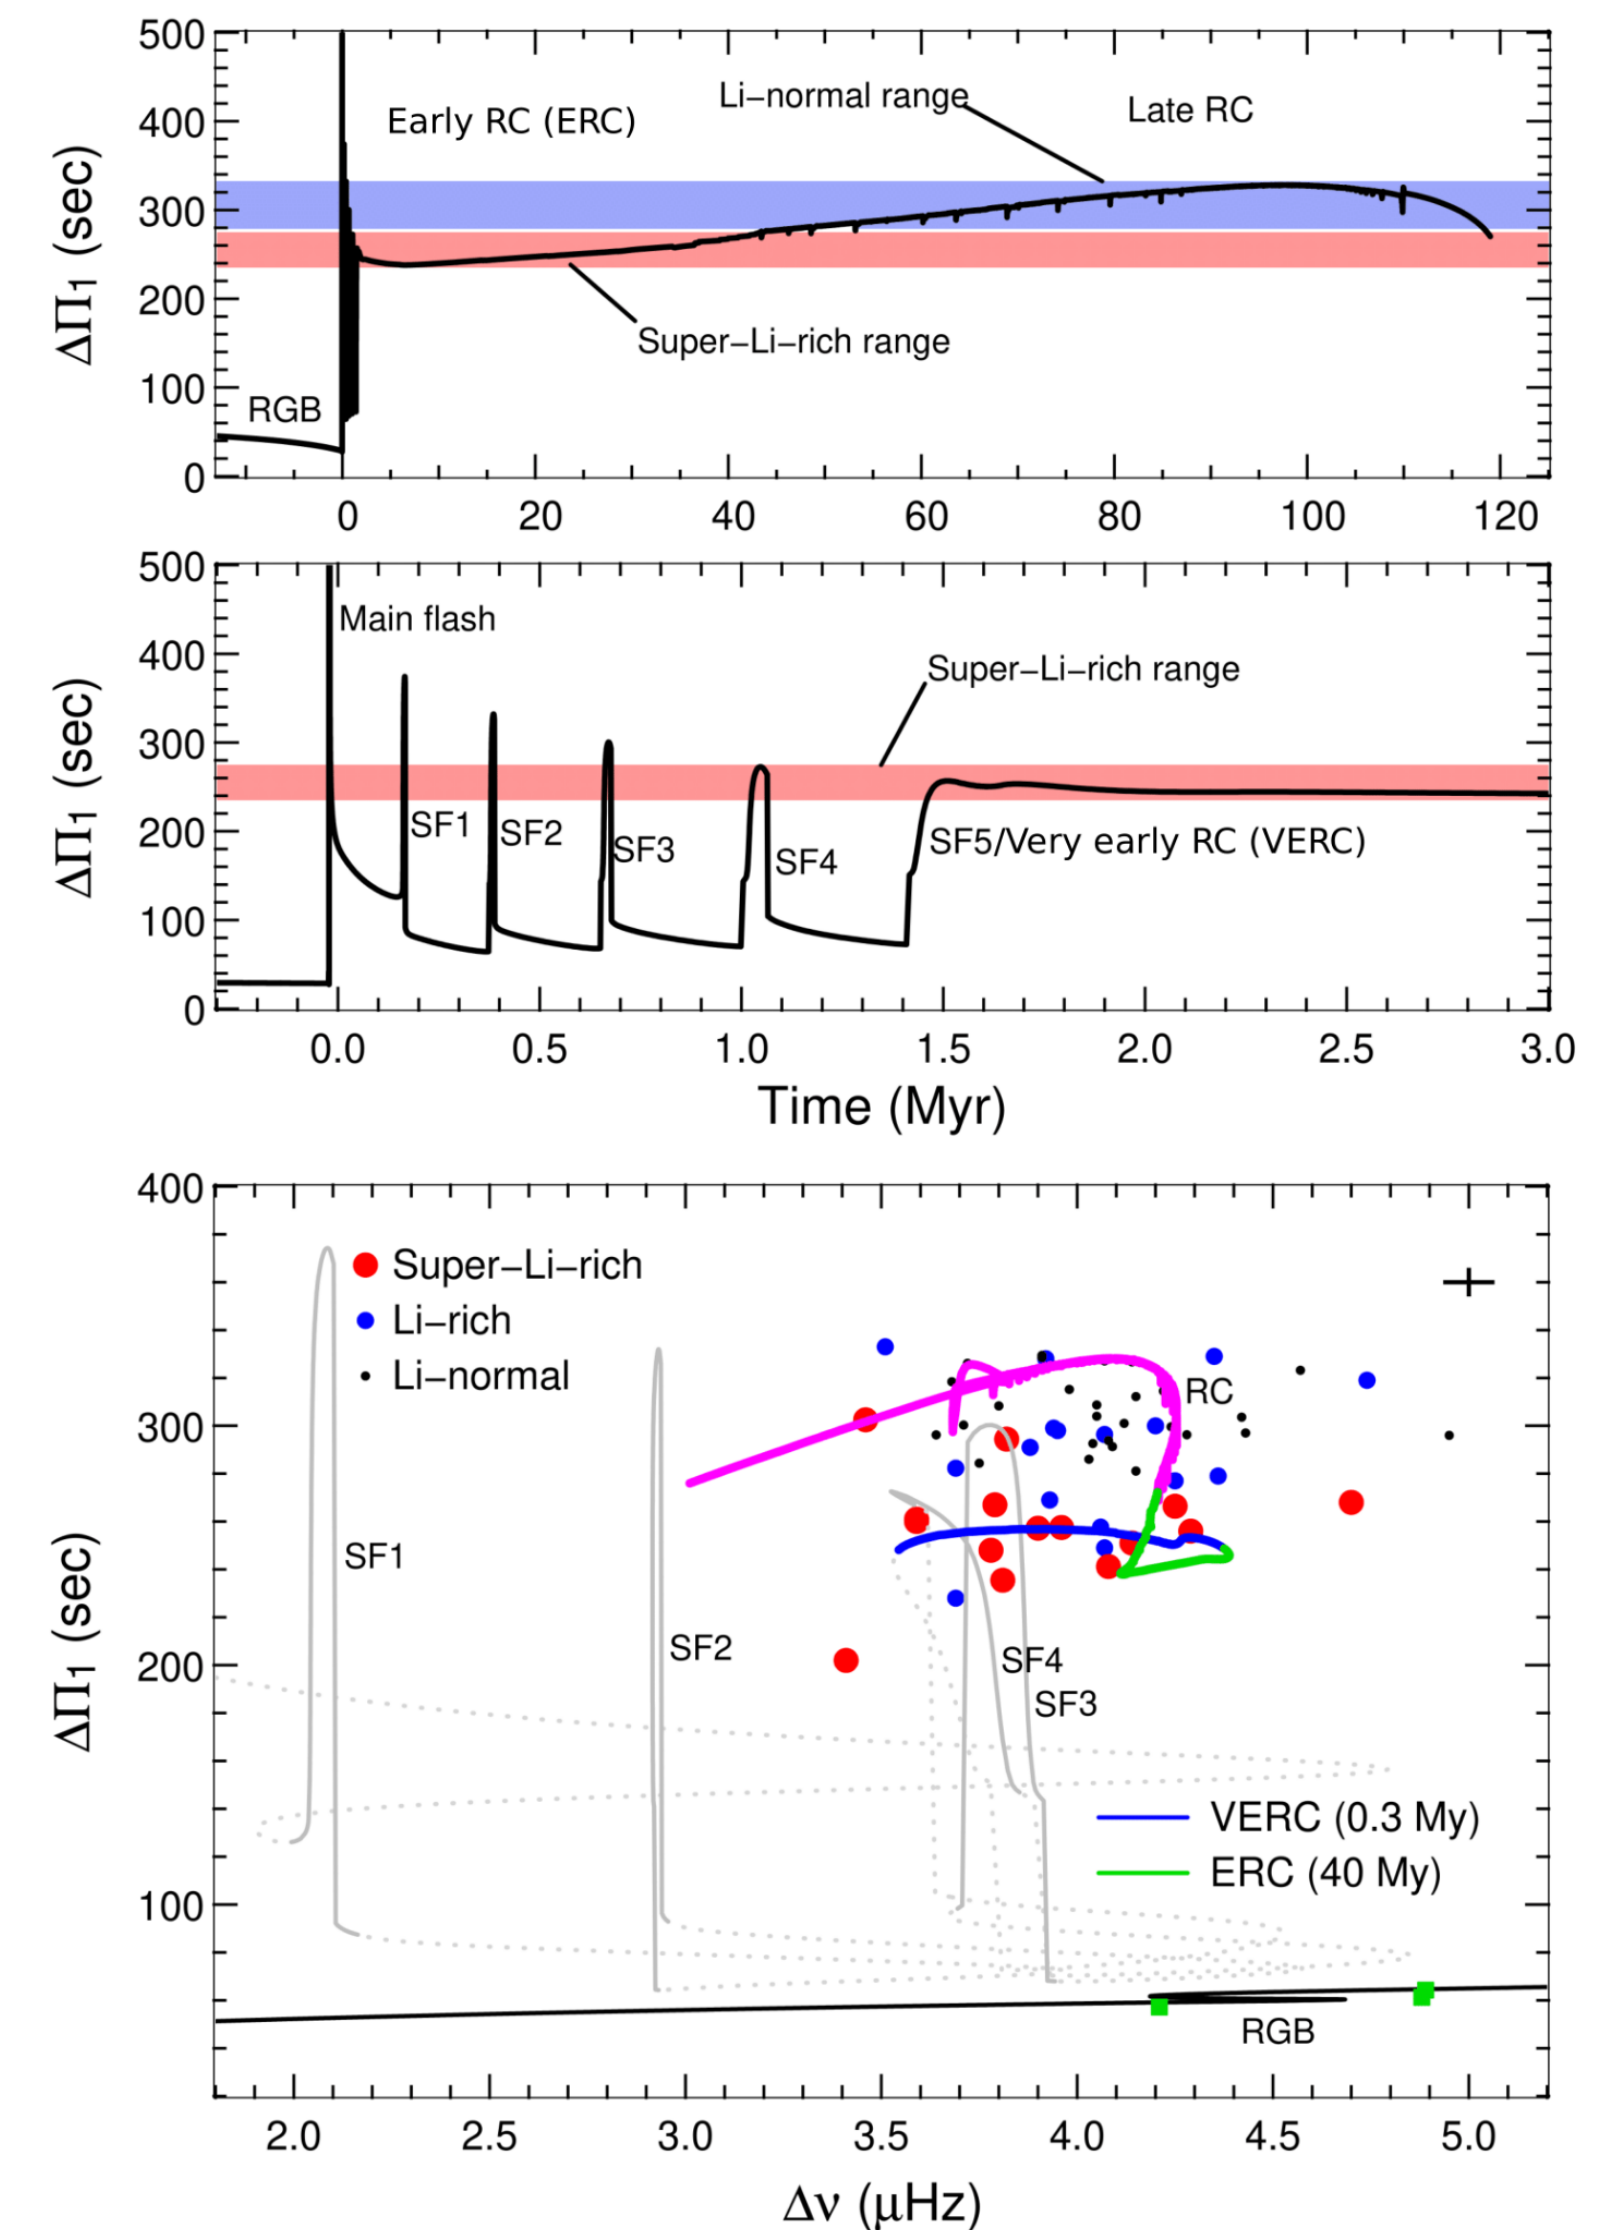 500
400
300
200
100
0
ΔΠ1 (sec)
Early RC (ERC)
Li−normal range
Late RC
Super−Li−rich range
RGB
0 20 40 60 80 100 120
500
400
300
200
100
0
ΔΠ1 (sec)
Main flash
Super−Li−rich range
SF1
SF2
SF3
SF4
SF5/Very early RC (VERC)
0.0 0.5 1.0 1.5 2.0 2.5 3.0
Time (Myr)
400
300
200
100
ΔΠ1 (sec)
Super−Li−rich
Li−rich
Li−normal
RC
SF1
SF2
SF4
SF3
VERC (0.3 My)
ERC (40 My)
RGB
2.0 2.5 3.0 3.5 4.0 4.5 5.0
Δν (μHz)